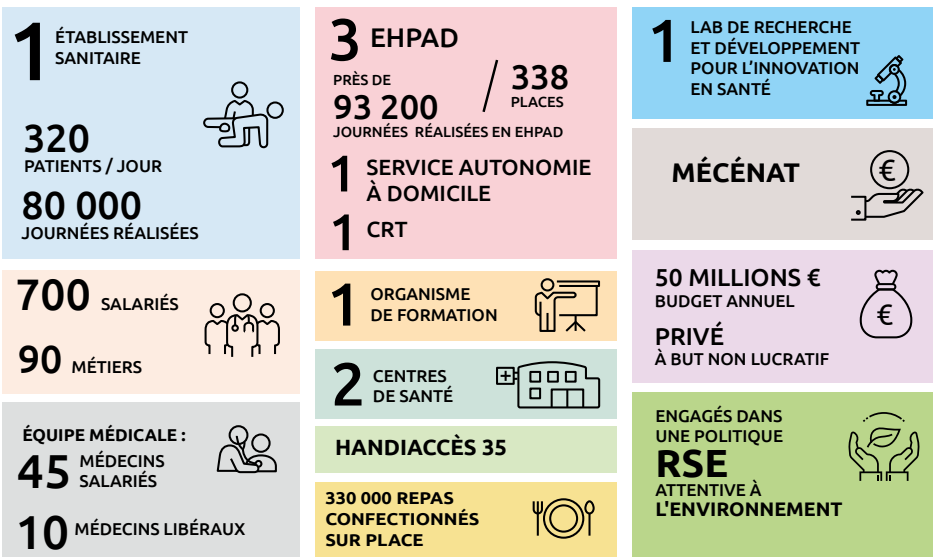 1 ÉTABLISSEMENT
SANITAIRE
320
PATIENTS / JOUR
80 000
JOURNÉES RÉALISÉES
700 SALARIÉS
90 MÉTIERS
ÉQUIPE MÉDICALE :
45 MÉDECINS
SALARIÉS
10 MÉDECINS LIBÉRAUX
3 EHPAD
PRÈS DE
93 200
/ 338
PLACES
JOURNÉES RÉALISÉES EN EHPAD
1 SERVICE AUTONOMIE
À DOMICILE
1 CRT
1 ORGANISME
DE FORMATION
2 CENTRES
DE SANTÉ
HANDIACCÈS 35
330 000 REPAS
CONFECTIONNÉS
SUR PLACE
1 LAB DE RECHERCHE
ET DÉVELOPPEMENT
POUR L'INNOVATION
EN SANTÉ
MÉCÉNAT
€
50 MILLIONS €
BUDGET ANNUEL
€
PRIVÉ
À BUT NON LUCRATIF
ENGAGÉS DANS
UNE POLITIQUE
RSE
ATTENTIVE À
L'ENVIRONNEMENT